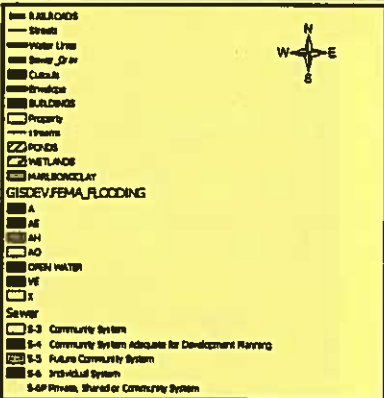 RAILROADS
Streets
Water Lines
Sewer_Grav
Cutouts
Envelope
BUILDINGS
Property
Streams
PONDS
WETLANDS
MARLBOROCLAY
GISDEV.FEMA_FLOODING
A
AE
AH
AO
OPEN WATER
VE
X
Sewer
S-3 Community System
S-4 Community System Adequate for Development Planning
S-5 Future Community System
S-6 Individual System
S-6P Private, Shared or Community System
N
W E
S